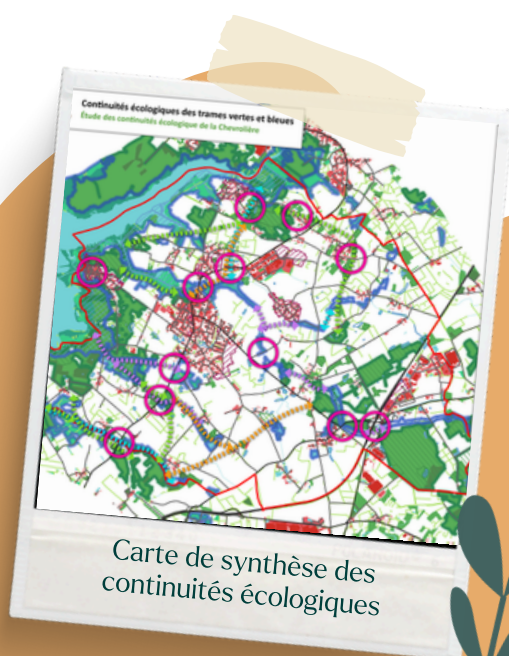 Continuités écologiques des trames vertes et bleues
Étude des continuités écologique de la Chevrolière
Carte de synthèse des
continuités écologiques